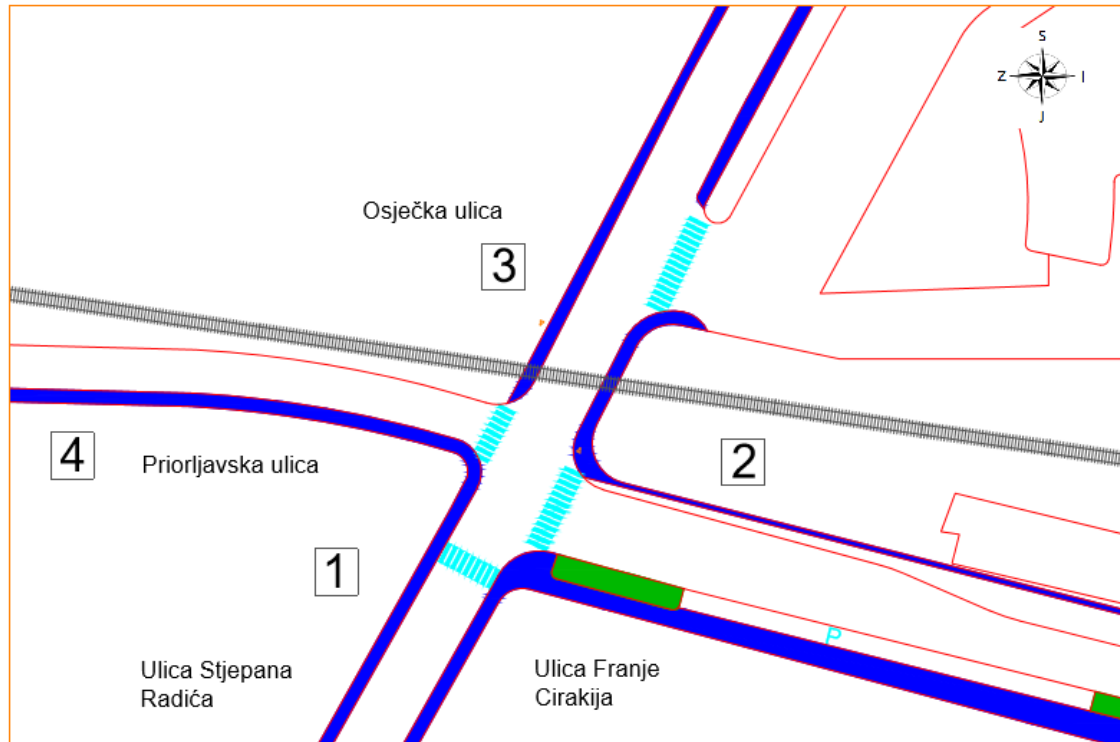 S
Z
I
J
Osječka ulica
3
4
Priorljavska ulica
2
1
P
Ulica Stjepana
Radića
Ulica Franje
Cirakija